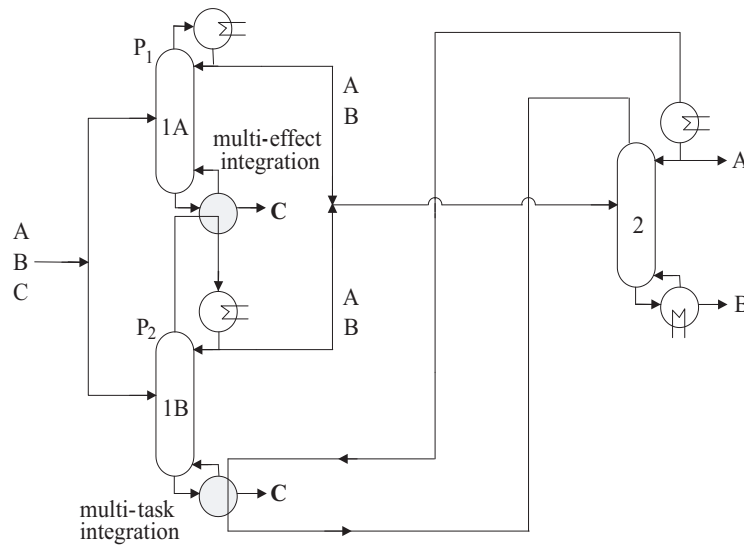 P1
1A
multi-effect
integration
C
A
B
A
B
C
A
B
P2
1B
C
multi-task
integration
2
A
B